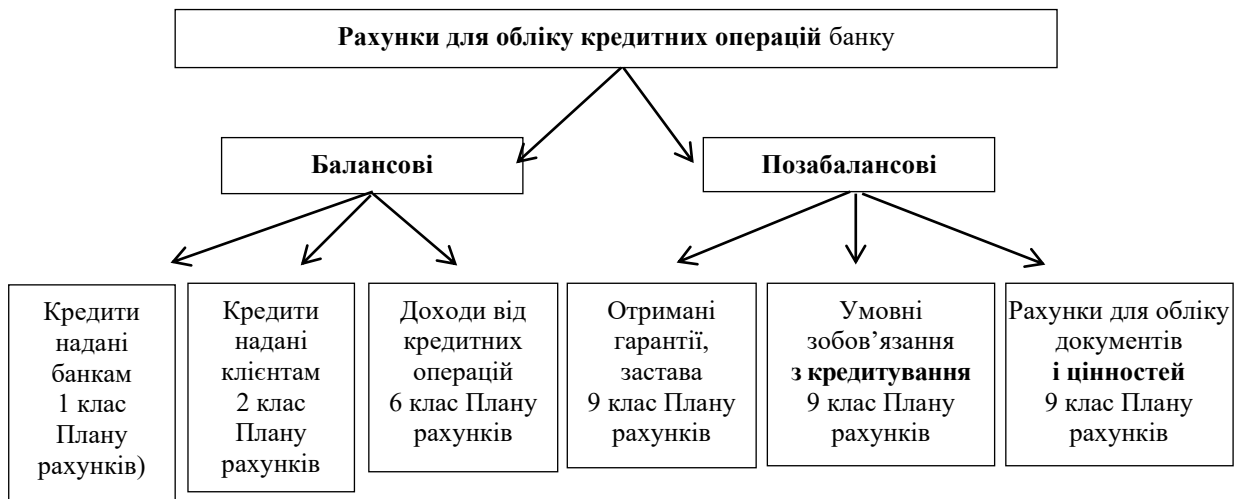 Рахунки для обліку кредитних операцій банку
Балансові
Позабалансові
Кредити
надані
банкам
1 клас
Плану
рахунків)
Кредити
надані
клієнтам
2 клас
Плану
рахунків
Доходи від
кредитних
операцій
6 клас Плану
рахунків
Отримані
гарантії,
застава
9 клас Плану
рахунків
Умовні
зобов’язання
з кредитування
9 клас Плану
рахунків
Рахунки для обліку
документів
і цінностей
9 клас Плану
рахунків